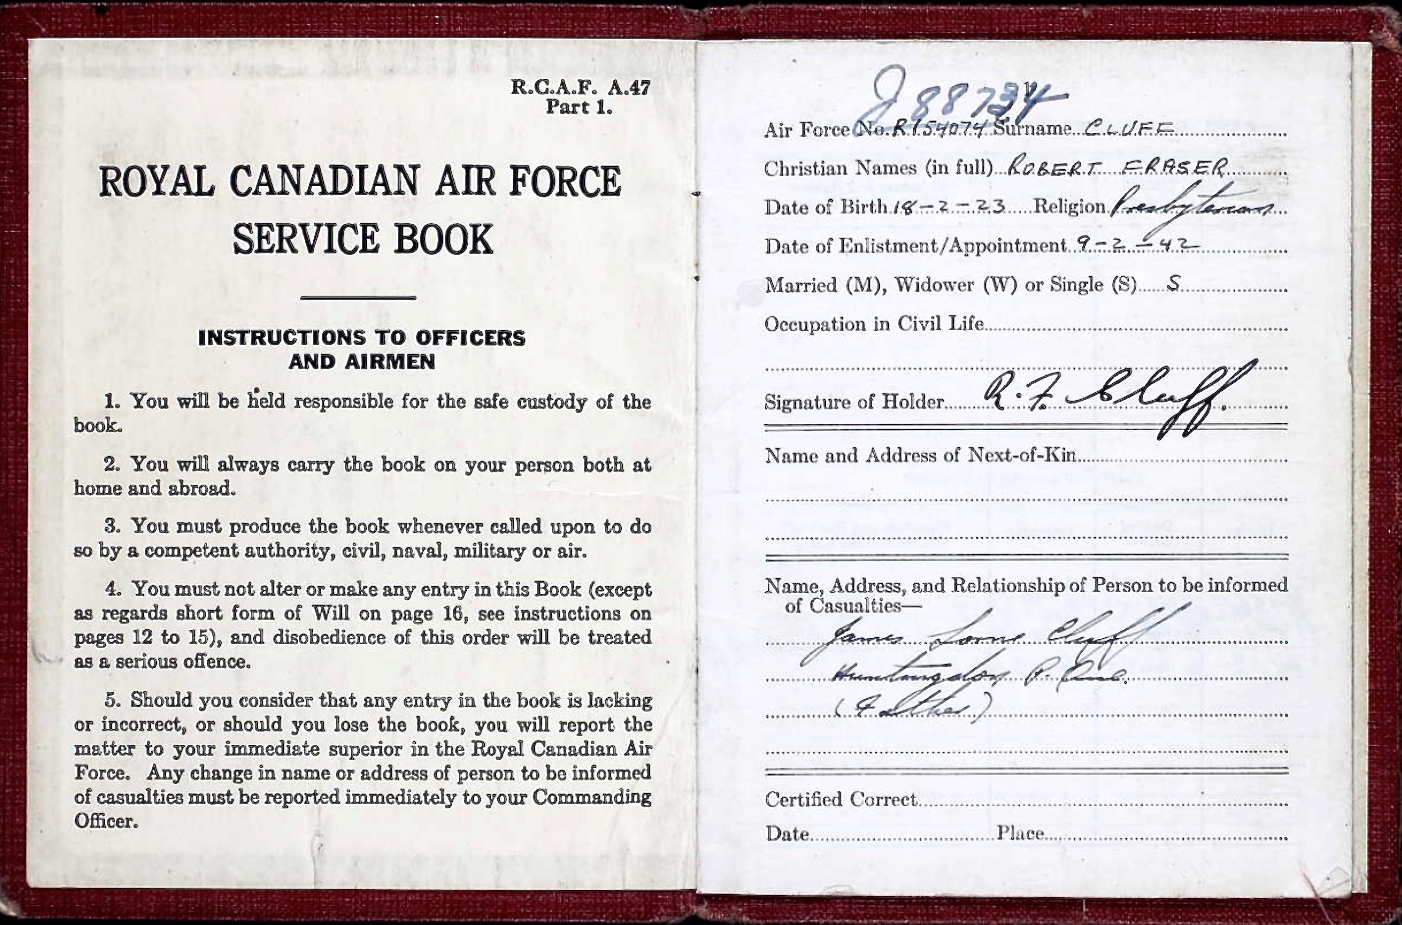 R.C.A.F. A.47
Part 1.
ROYAL CANADIAN AIR FORCE
SERVICE BOOK
INSTRUCTIONS TO OFFICERS
AND AIRMEN
1. You will be held responsible for the safe custody of the
book.
2. You will always carry the book on your person both at
home and abroad.
3. You must produce the book whenever called upon to do
so by a competent authority, civil, naval, military or air.
4. You must not alter or make any entry in this Book (except
as regards short form of Will on page 16, see instructions on
pages 12 to 15), and disobedience of this order will be treated
as a serious offence.
5. Should you consider that any entry in the book is lacking
or incorrect, or should you lose the book, you will report the
matter to your immediate superior in the Royal Canadian Air
Force. Any change in name or address of person to be informed
of casualties must be reported immediately to your Commanding
Officer.
1
Air Force No. R154074 Surname CLUFF
Christian Names (in full) ROBERT FRASER
Date of Birth 18-2-23 Religion Presbyterian
Date of Enlistment/Appointment 9-2-42
Married (M), Widower (W) or Single (S) S
Occupation in Civil Life
Signature of Holder R. F. Cluff.
Name and Address of Next-of-Kin
Name, Address, and Relationship of Person to be informed
of Casualties—
James Lorne Cluff
Huntingdon P. Que.
(Father)
Certified Correct
Date Place